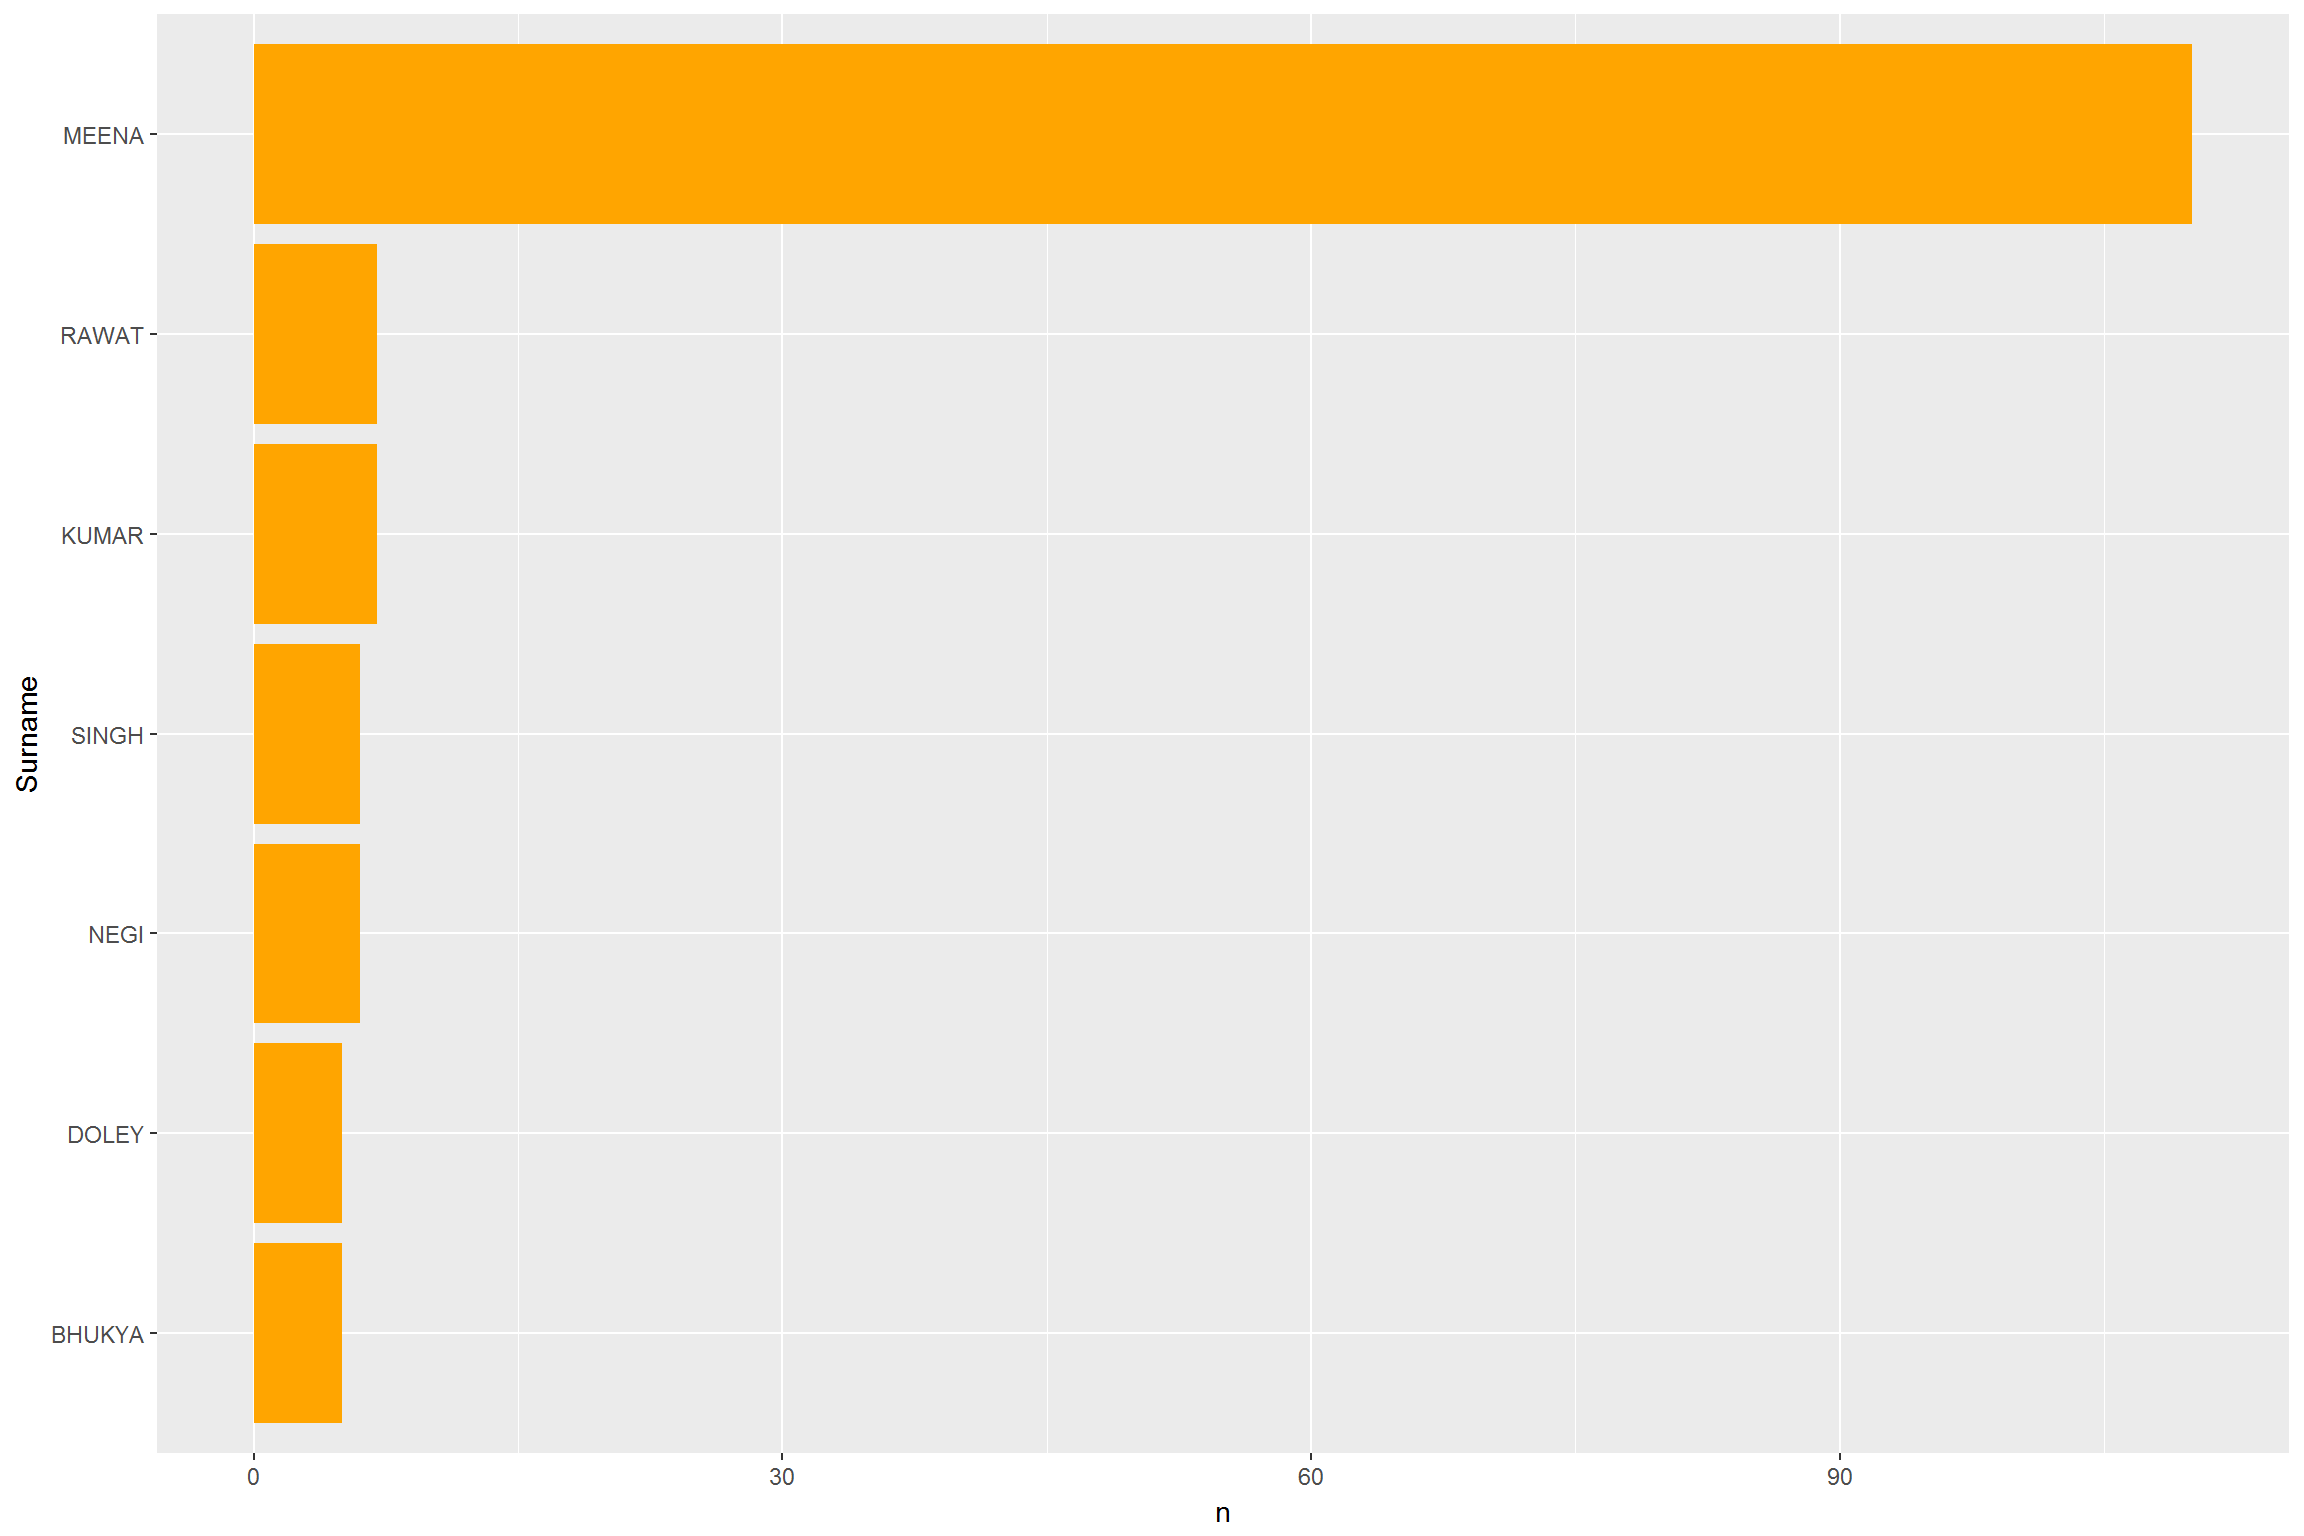 MEENA
RAWAT
KUMAR
SINGH
NEGI
DOLEY
BHUKYA
Surname
0 30 60 90
n